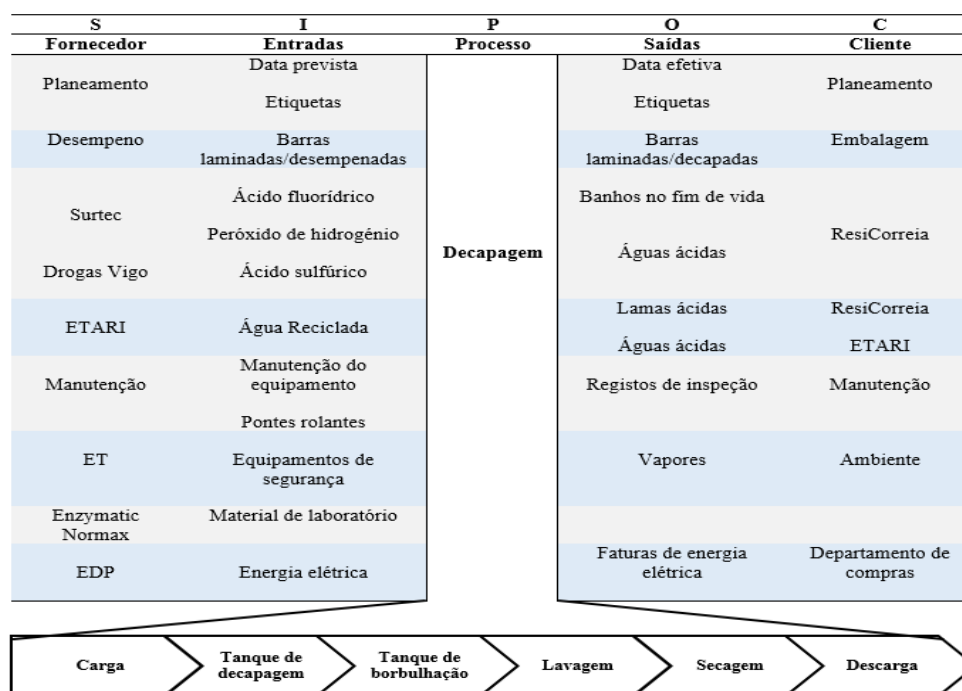 S I P O C
Fornecedor Entradas Processo Saídas Cliente
Planeamento Data prevista Data efetiva Planeamento
Etiquetas Etiquetas
Desempeno Barras Barras Embalagem
laminadas/desempenadas laminadas/decapadas
Surtec Ácido fluorídrico Banhos no fim de vida ResiCorreia
Peróxido de hidrogénio
Decapagem
Águas ácidas
Drogas Vigo Ácido sulfúrico
Lamas ácidas ResiCorreia
ETARI Água Reciclada
Águas ácidas ETARI
Manutenção Manutenção do Registos de inspeção Manutenção
equipamento
Pontes rolantes
ET Equipamentos de Vapores Ambiente
segurança
Enzymatic Material de laboratório
Normax
EDP Energia elétrica Faturas de energia Departamento de
elétrica compras
Carga Tanque de Tanque de Lavagem Secagem Descarga
decapagem borbulhação